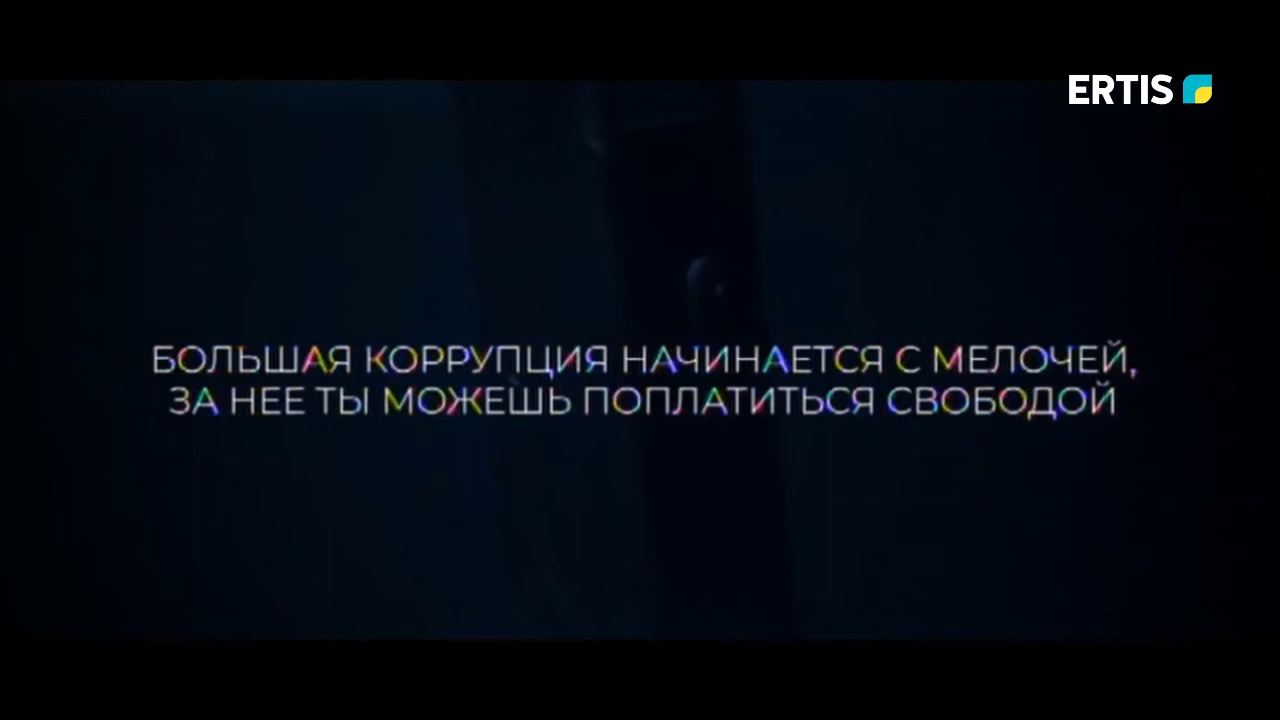 ERTIS
БОЛЬШАЯ КОРРУПЦИЯ НАЧИНАЕТСЯ С МЕЛОЧЕЙ,
ЗА НЕЕ ТЫ МОЖЕШЬ ПОПЛАТИТЬСЯ СВОБОДОЙ